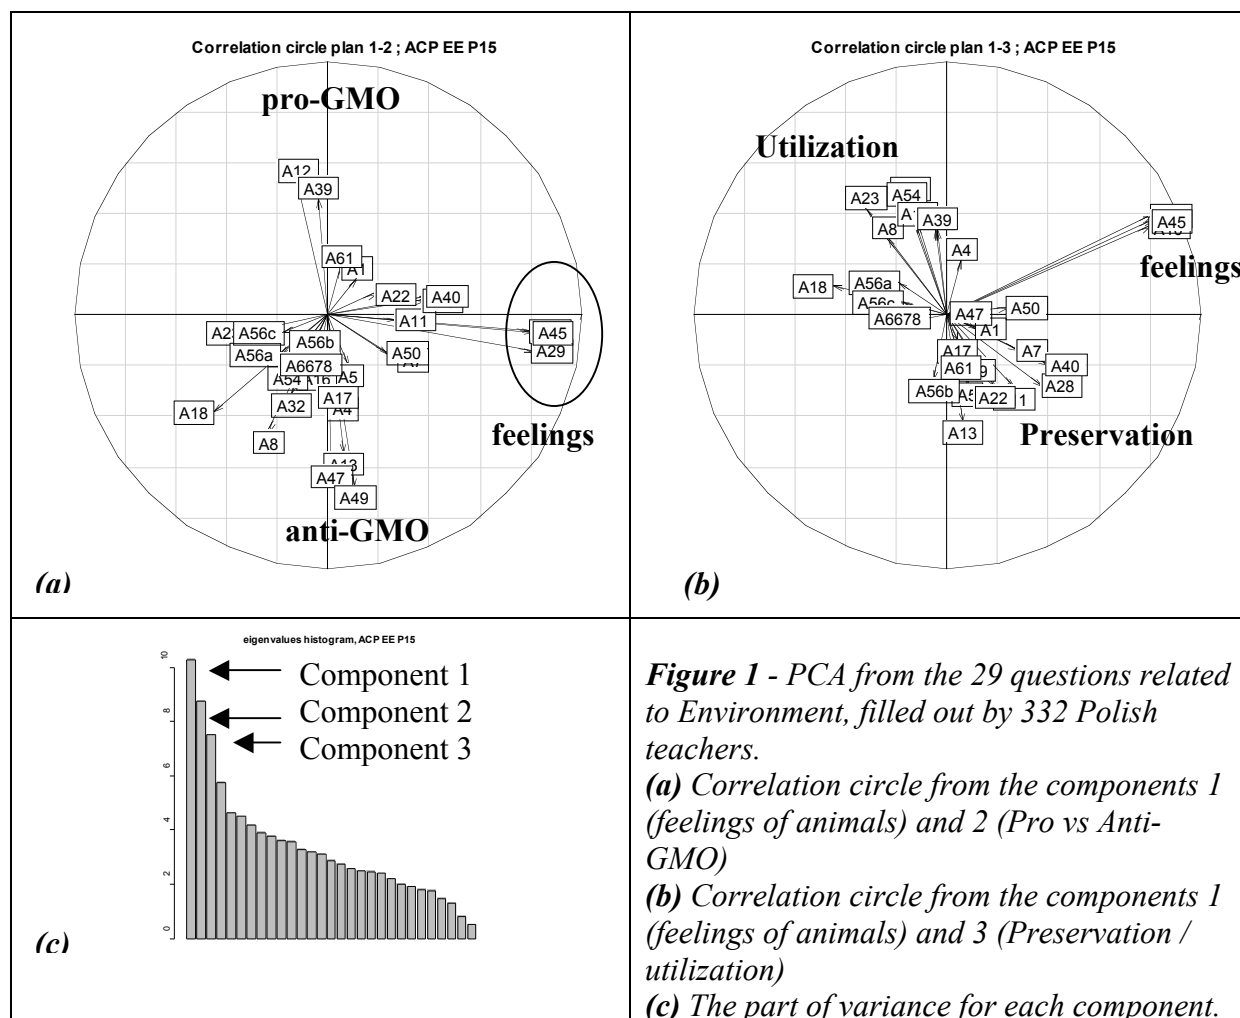 Correlation circle plan 1-2 ; ACP EE P15
pro-GMO
A12
A39
A61
A1
A22
A40
A11
A45
A29
A56c
A56b
A56a
A50
A6678
A54
A16
A5
A18
A32
A17
A4
A8
feelings
A13
A47
A49
anti-GMO
(a)
Correlation circle plan 1-3 ; ACP EE P15
Utilization
A23
A54
A39
A8
A45
A4
feelings
A18
A56a
A56c
A6678
A47
A50
A1
A17
A7
A61
A40
A28
A56b
A22
A13
Preservation
(b)
eigenvalues histogram, ACP EE P15
10
8
6
4
2
0
Component 1
Component 2
Component 3
(c)
Figure 1 - PCA from the 29 questions related
to Environment, filled out by 332 Polish
teachers.
(a) Correlation circle from the components 1
(feelings of animals) and 2 (Pro vs Anti-
GMO)
(b) Correlation circle from the components 1
(feelings of animals) and 3 (Preservation /
utilization)
(c) The part of variance for each component.